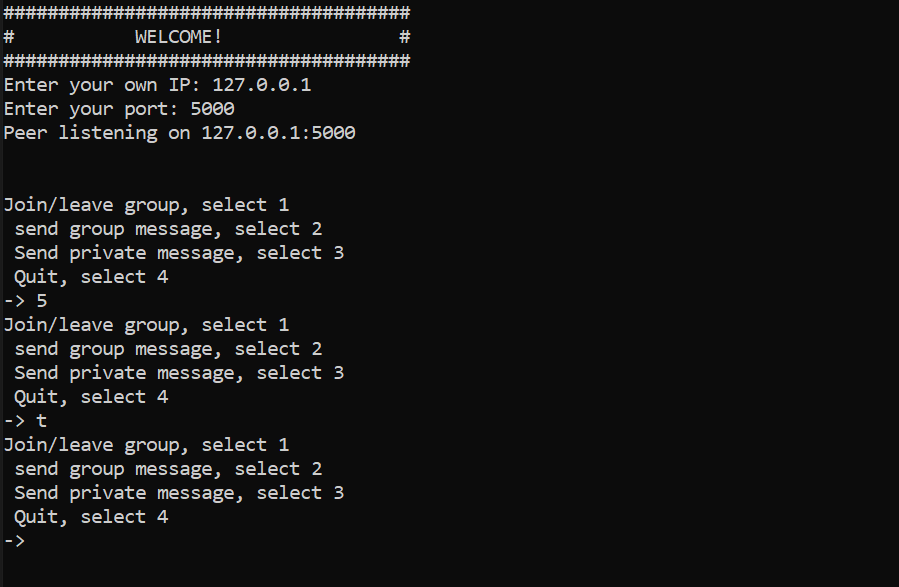 #####################################
#           WELCOME!                #
#####################################
Enter your own IP: 127.0.0.1
Enter your port: 5000
Peer listening on 127.0.0.1:5000
Join/leave group, select 1
send group message, select 2
Send private message, select 3
Quit, select 4
-> 5
Join/leave group, select 1
send group message, select 2
Send private message, select 3
Quit, select 4
-> t
Join/leave group, select 1
send group message, select 2
Send private message, select 3
Quit, select 4
->